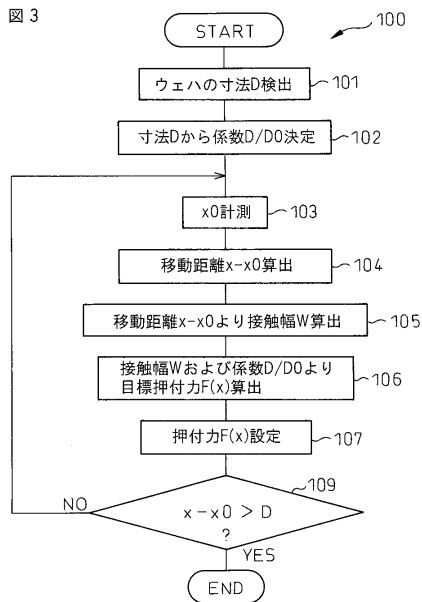 図3
START
100
ウェハの寸法D検出
101
寸法Dから係数D/D0決定
102
x0計測
103
移動距離x-x0算出
104
移動距離x-x0より接触幅W算出
105
接触幅Wおよび係数D/D0より
目標押付力F(x)算出
106
押付力F(x)設定
107
109
NO
x-x0 > D
?
YES
END